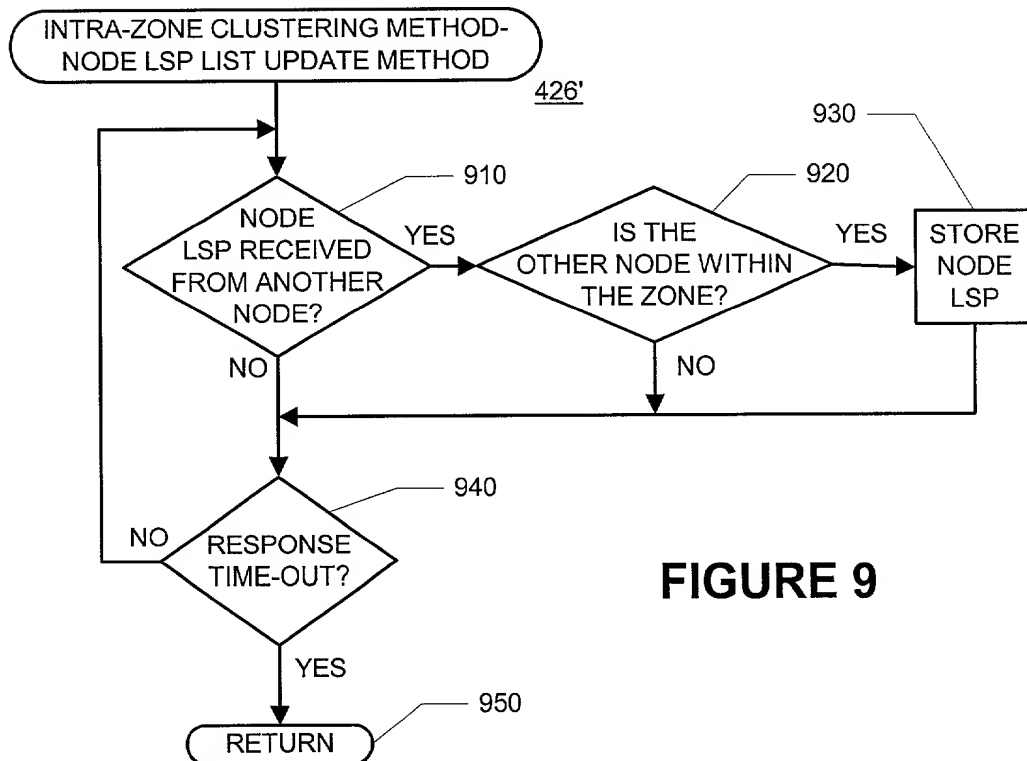 INTRA-ZONE CLUSTERING METHOD-
NODE LSP LIST UPDATE METHOD
426'
930
910
920
NODE
LSP RECEIVED
FROM ANOTHER
NODE?
YES
IS THE
OTHER NODE WITHIN
THE ZONE?
YES
STORE
NODE
LSP
NO
NO
940
NO
RESPONSE
TIME-OUT?
FIGURE 9
YES
950
RETURN